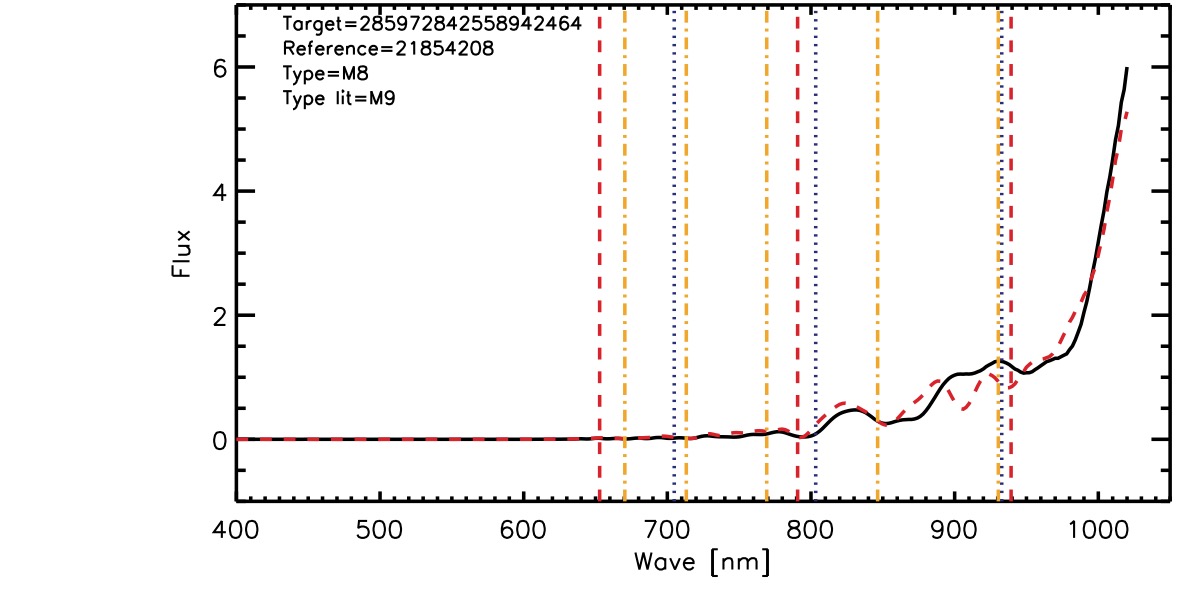 Target=285972842558942464
Reference=21854208
Type=M8
Type lit=M9
6
4
2
0
Flux
400 500 600 700 800 900 1000
Wave [nm]